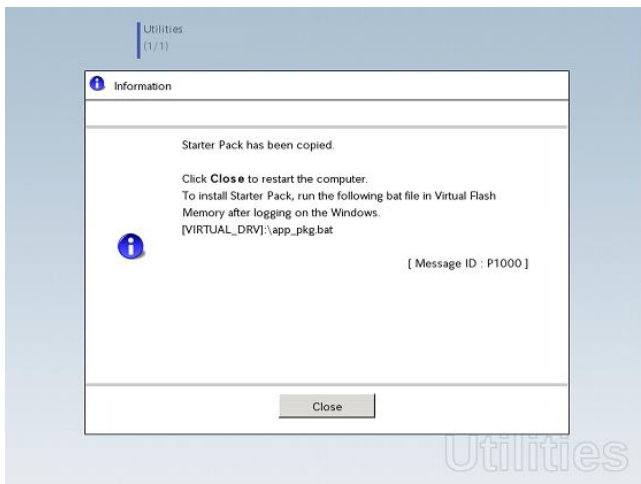 Utilities
(1/1)
Information
Starter Pack has been copied.
Click Close to restart the computer.
To install Starter Pack, run the following bat file in Virtual Flash
Memory after logging on the Windows.
[VIRTUAL_DRV]:\app_pkg.bat
[ Message ID : P1000 ]
Close
Utilities